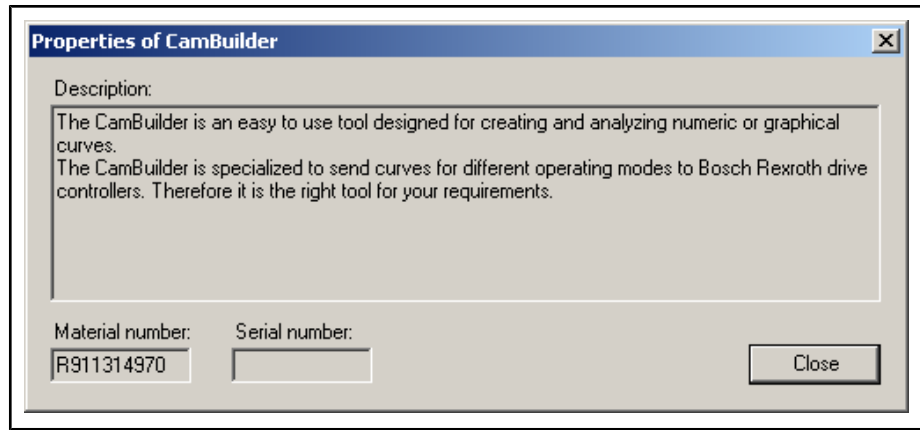 Properties of CamBuilder
Description:
The CamBuilder is an easy to use tool designed for creating and analyzing numeric or graphical
curves.
The CamBuilder is specialized to send curves for different operating modes to Bosch Rexroth drive
controllers. Therefore it is the right tool for your requirements.
Material number: Serial number:
R911314970
Close